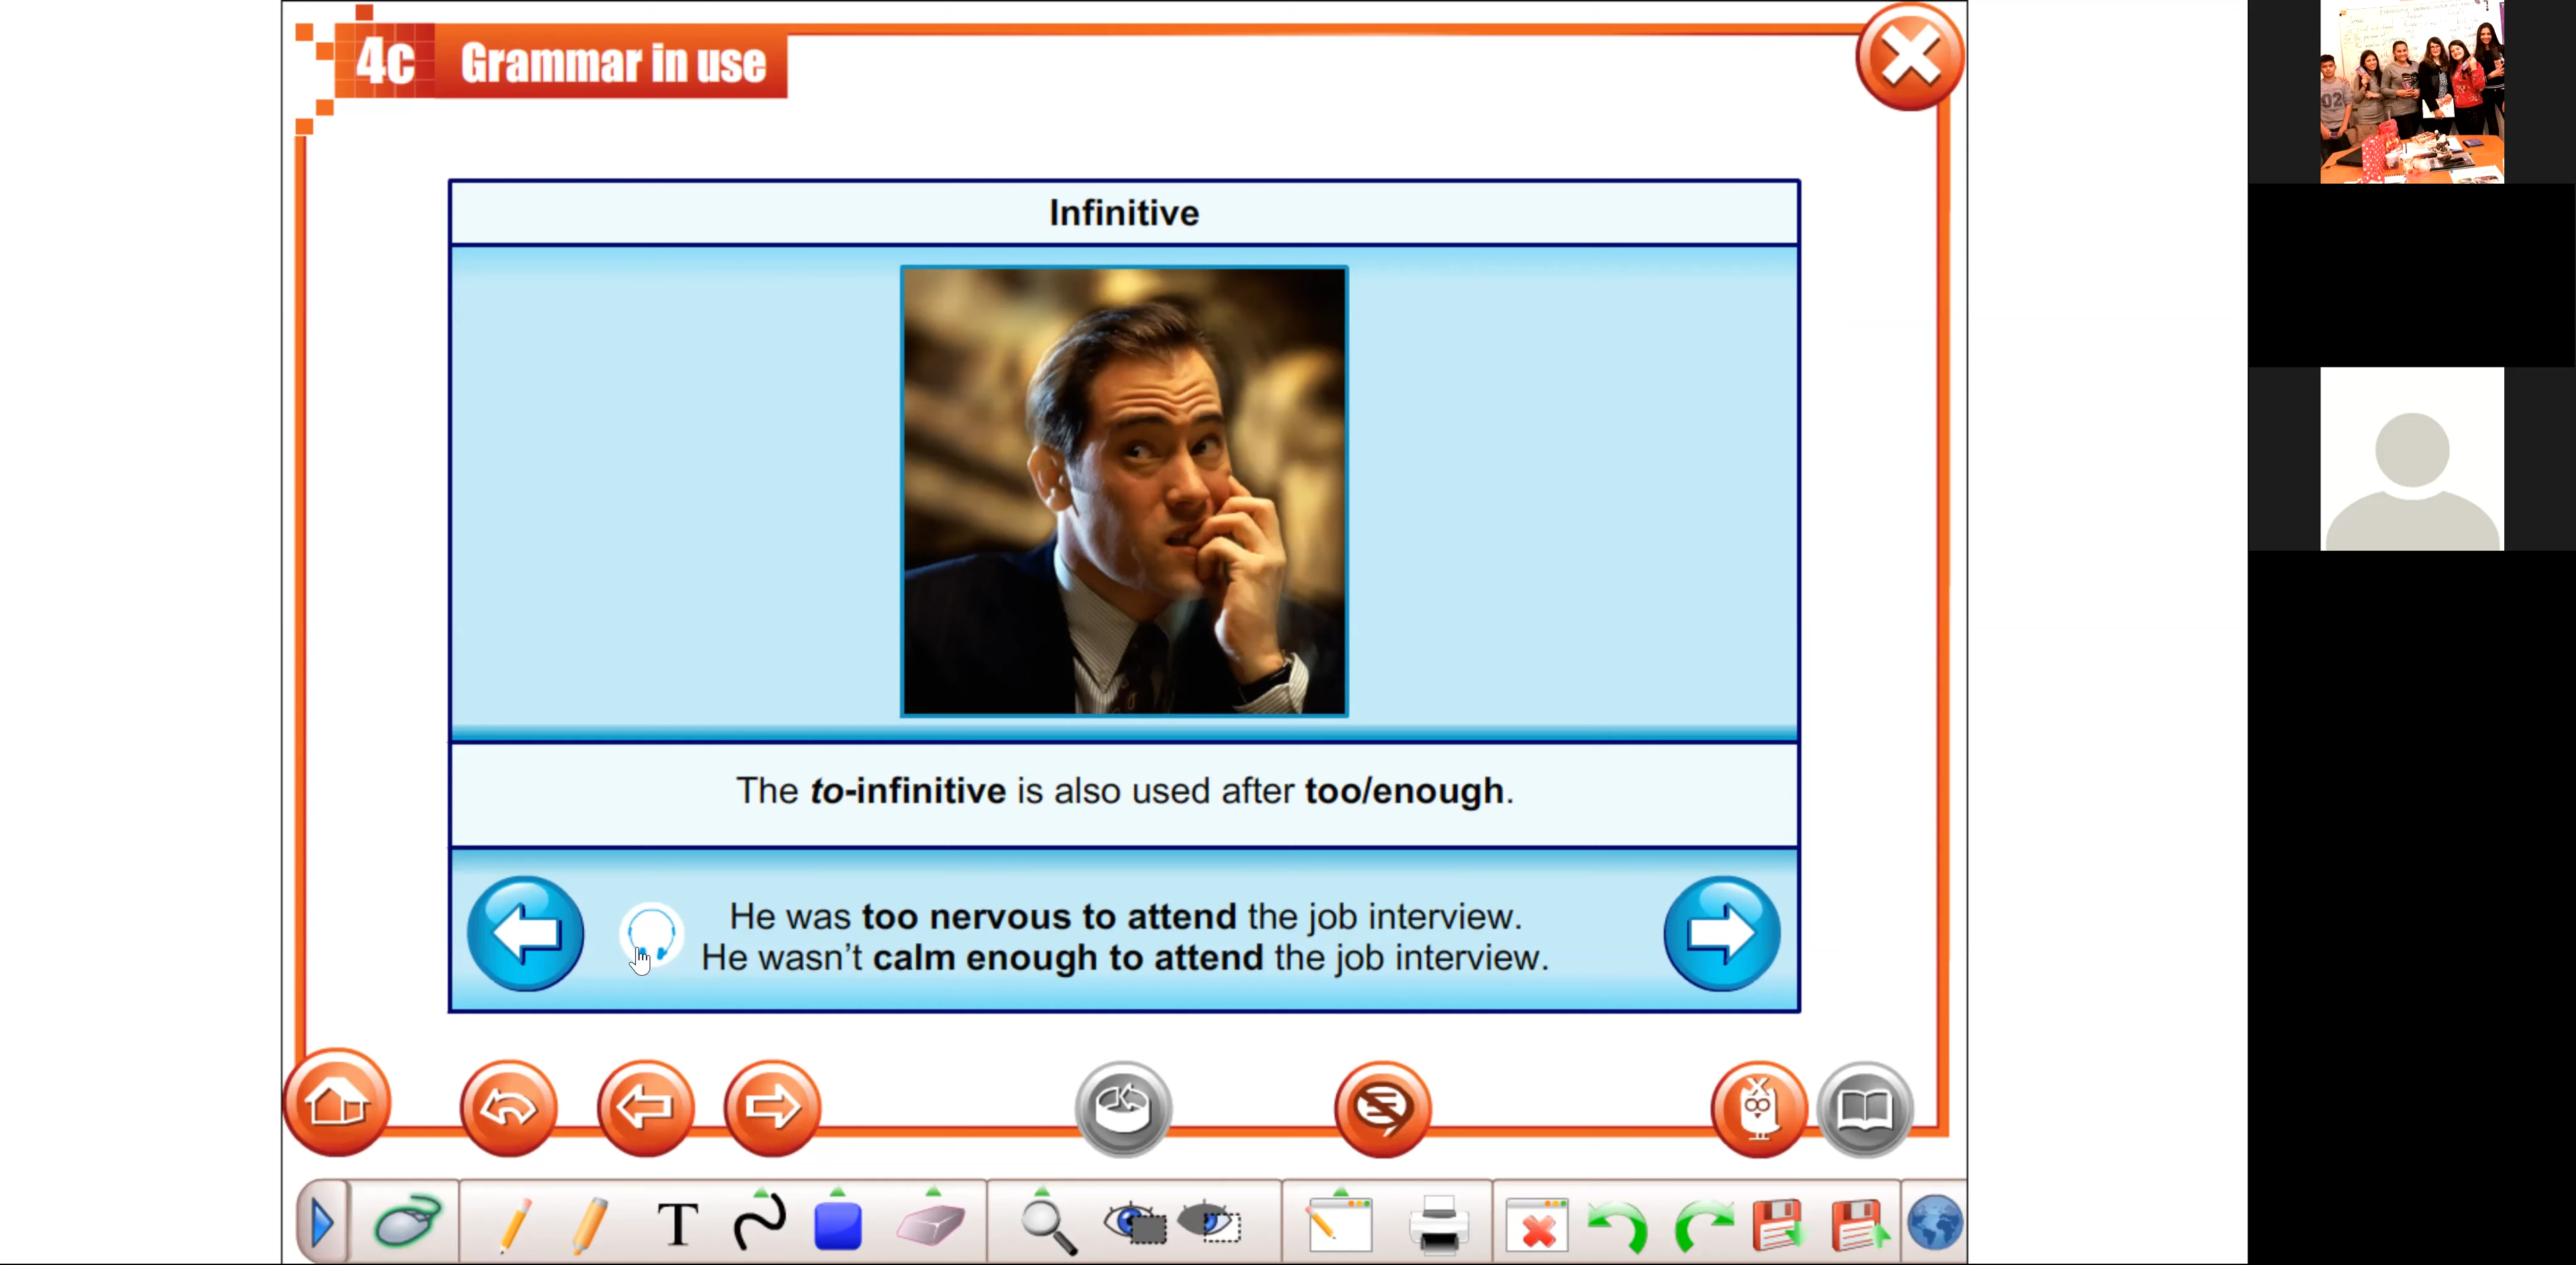 4c Grammar in use
Infinitive
The to-infinitive is also used after too/enough.
He was too nervous to attend the job interview.
He wasn't calm enough to attend the job interview.
T